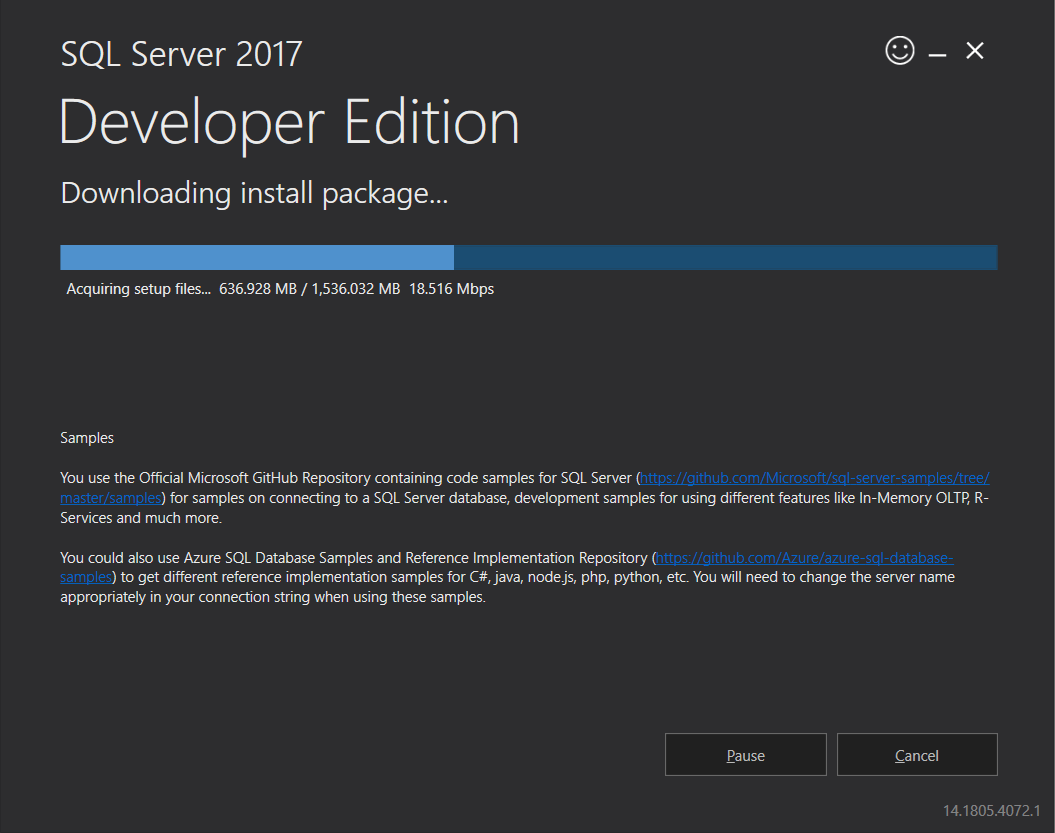 SQL Server 2017
Developer Edition
Downloading install package...
Acquiring setup files... 636.928 MB / 1,536.032 MB 18.516 Mbps
Samples
You use the Official Microsoft GitHub Repository containing code samples for SQL Server (https://github.com/Microsoft/sql-server-samples/tree/
master/samples) for samples on connecting to a SQL Server database, development samples for using different features like In-Memory OLTP, R-
Services and much more.
You could also use Azure SQL Database Samples and Reference Implementation Repository (https://github.com/Azure/azure-sql-database-
samples) to get different reference implementation samples for C#, java, node.js, php, python, etc. You will need to change the server name
appropriately in your connection string when using these samples.
Pause
Cancel
14.1805.4072.1